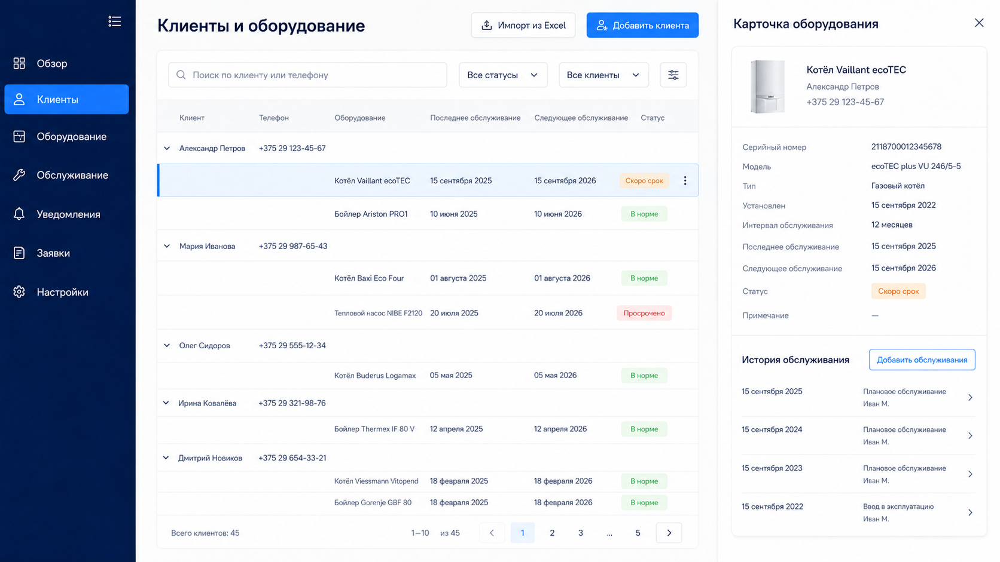 Обзор
Клиенты
Оборудование
Обслуживание
Уведомления
Заявки
Настройки
Клиенты и оборудование
Импорт из Excel
Добавить клиента
Поиск по клиенту или телефону
Все статусы
Все клиенты
Клиент Телефон Оборудование Последнее обслуживание Следующее обслуживание Статус
Александр Петров +375 29 123-45-67
Котёл Vaillant ecoTEC 15 сентября 2025 15 сентября 2026 Скоро срок
Бойлер Ariston PRO1 10 июня 2025 10 июня 2026 В норме
Мария Иванова +375 29 987-65-43
Котёл Baxi Eco Four 01 августа 2025 01 августа 2026 В норме
Тепловой насос NIBE F2120 20 июля 2025 20 июля 2026 Просрочено
Олег Сидоров +375 29 555-12-34
Котёл Buderus Logamax 05 мая 2025 05 мая 2026 В норме
Ирина Ковалёва +375 29 321-98-76
Бойлер Thermex IF 80 V 12 апреля 2025 12 апреля 2026 В норме
Дмитрий Новиков +375 29 654-33-21
Котёл Viessmann Vitopend 18 февраля 2025 18 февраля 2026 В норме
Бойлер Gorenje GBF 80 18 февраля 2025 18 февраля 2026 В норме
Всего клиентов: 45 1–10 из 45 1 2 3 ... 5
Карточка оборудования
Котёл Vaillant ecoTEC
Александр Петров
+375 29 123-45-67
Серийный номер 2118700012345678
Модель ecoTEC plus VU 246/5-5
Тип Газовый котёл
Установлен 15 сентября 2022
Интервал обслуживания 12 месяцев
Последнее обслуживание 15 сентября 2025
Следующее обслуживание 15 сентября 2026
Статус Скоро срок
Примечание —
История обслуживания Добавить обслуживания
15 сентября 2025 Плановое обслуживание
Иван М.
15 сентября 2024 Плановое обслуживание
Иван М.
15 сентября 2023 Плановое обслуживание
Иван М.
15 сентября 2022 Ввод в эксплуатацию
Иван М.